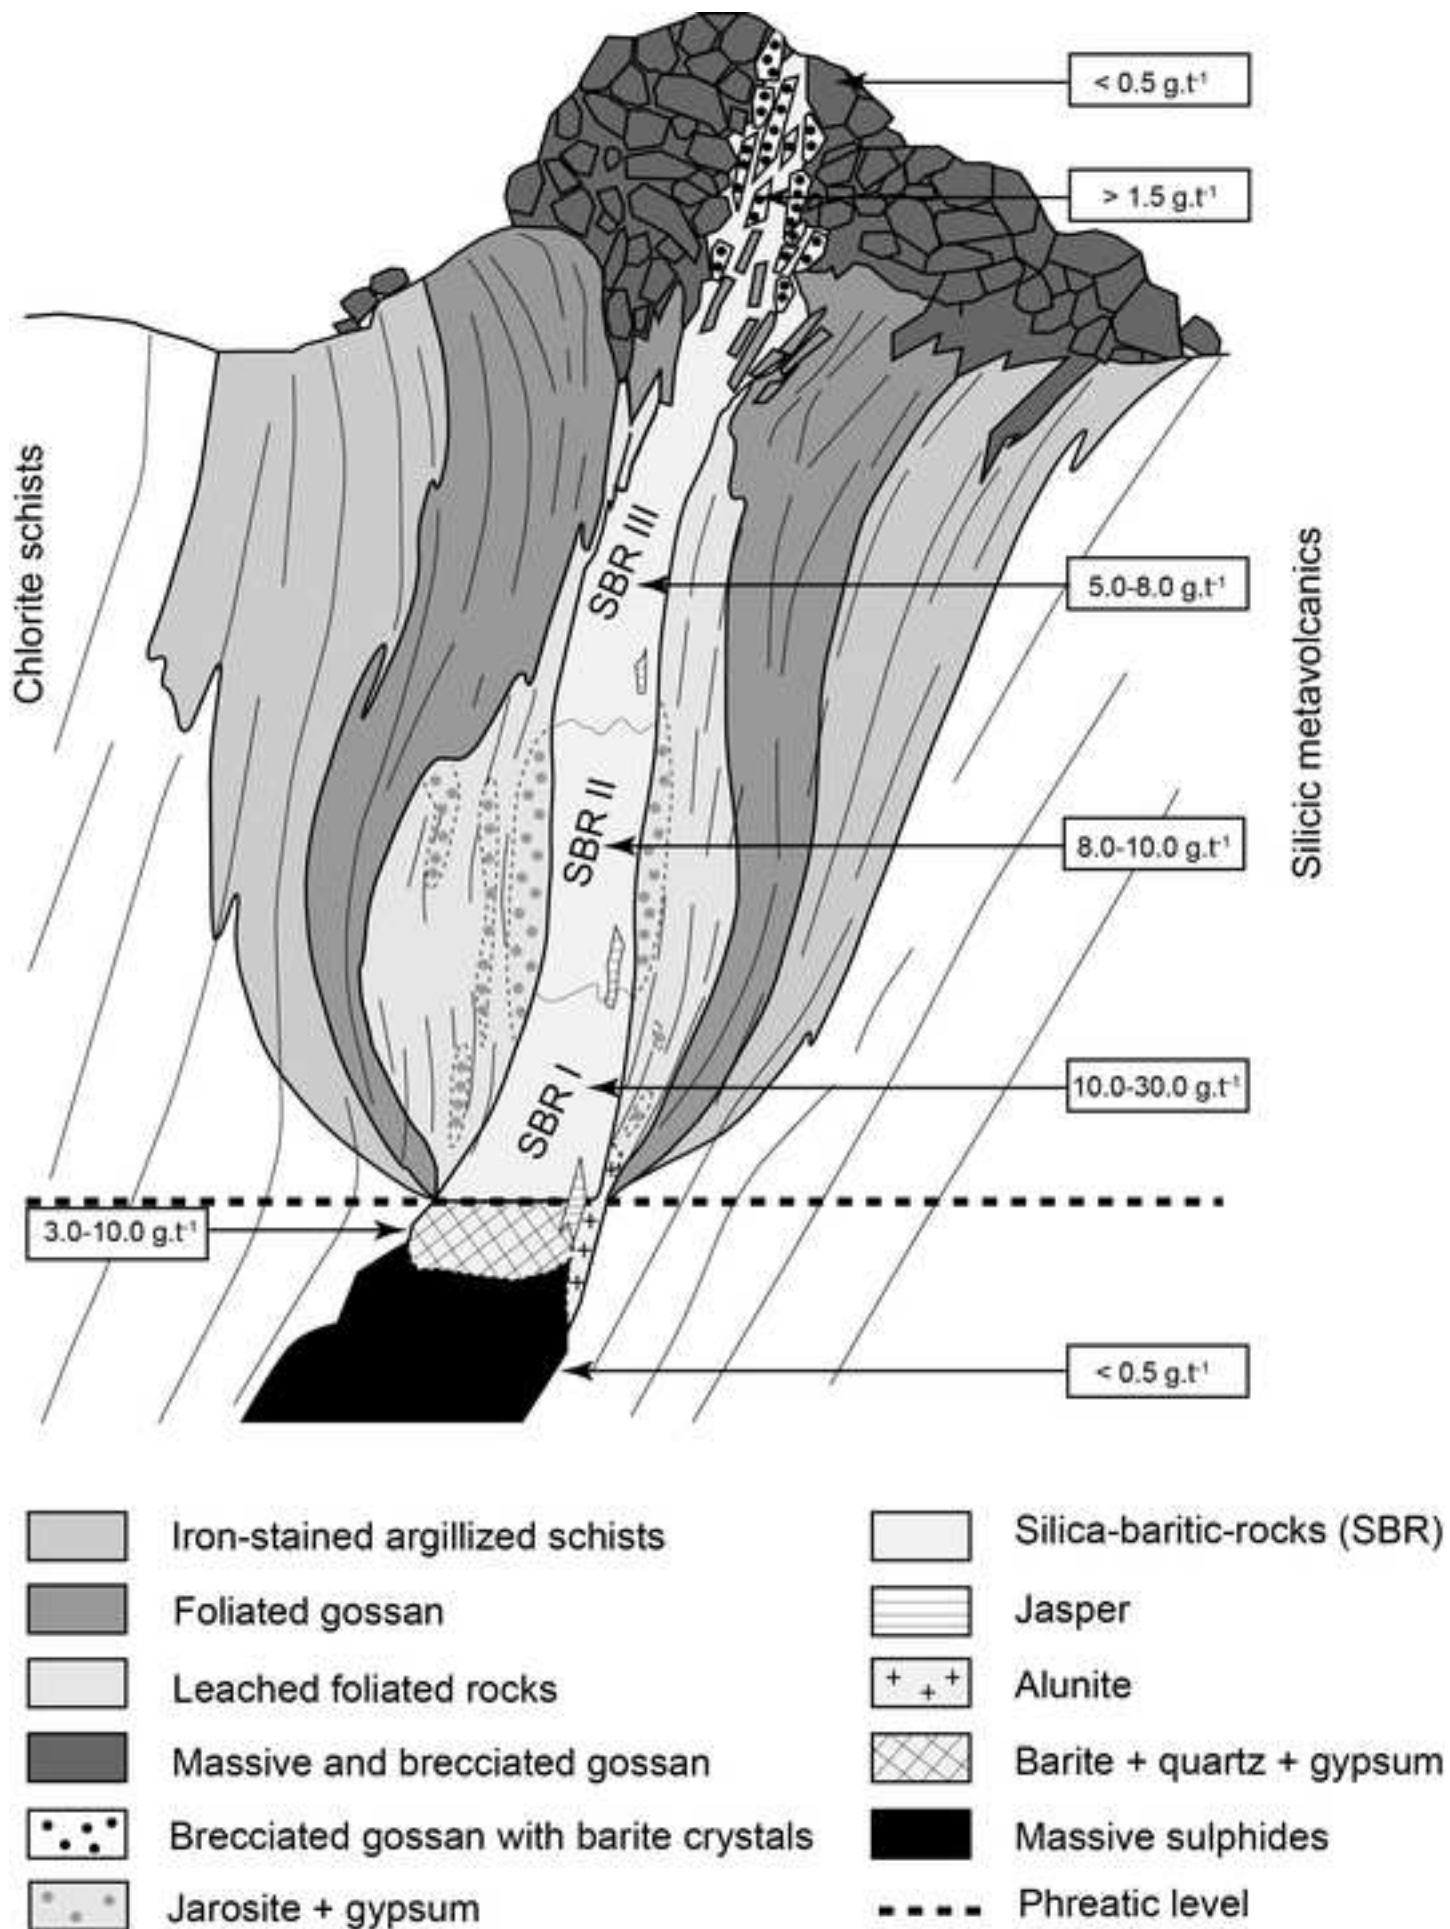 < 0.5 g.t⁻¹
> 1.5 g.t⁻¹
Chlorite schists
Silicic metavolcanics
SBR III
5.0-8.0 g.t⁻¹
SBR II
8.0-10.0 g.t⁻¹
SBR I
10.0-30.0 g.t⁻¹
3.0-10.0 g.t⁻¹
< 0.5 g.t⁻¹
Iron-stained argillized schists
Foliated gossan
Leached foliated rocks
Massive and brecciated gossan
Brecciated gossan with barite crystals
Jarosite + gypsum
Silica-baritic-rocks (SBR)
Jasper
Alunite
Barite + quartz + gypsum
Massive sulphides
Phreatic level